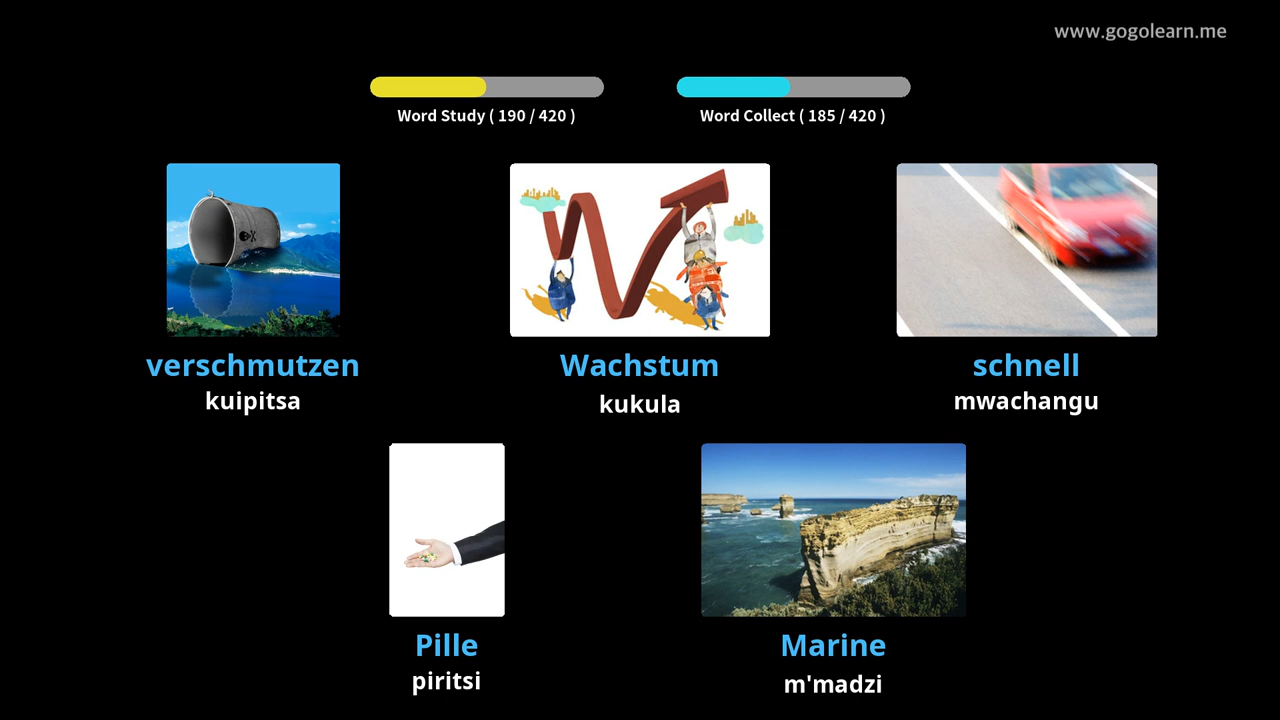 www.gogolearn.me
Word Study ( 190 / 420 )
Word Collect ( 185 / 420 )
verschmutzen
kuipitsa
Wachstum
kukula
schnell
mwachangu
Pille
piritsi
Marine
m'madzi